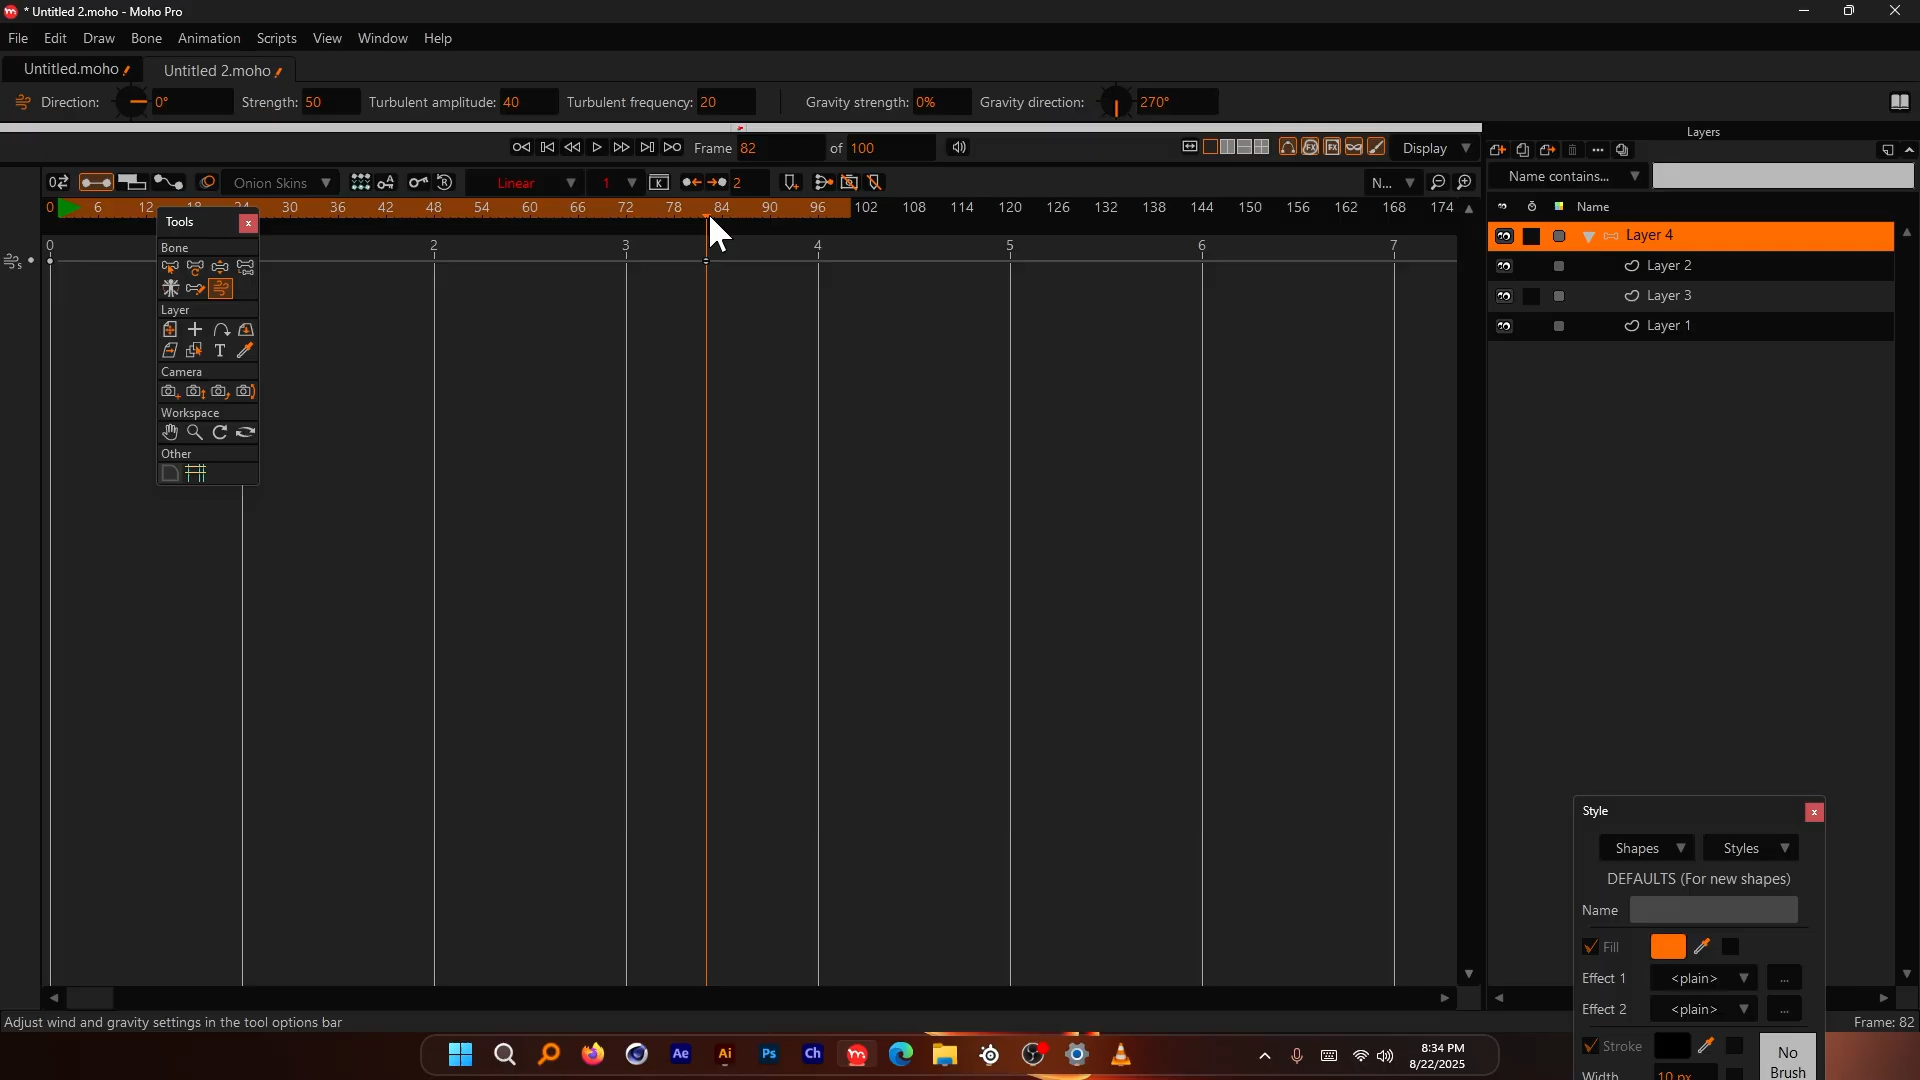 * Untitled 2.moho - Moho Pro
File Edit Draw Bone Animation Scripts View Window Help
Untitled.moho Untitled 2.moho
Direction: 0° Strength: 50 Turbulent amplitude: 40 Turbulent frequency: 20 Gravity strength: 0% Gravity direction: 270°
Layers
Frame 82 of 100 Display
Onion Skins Linear 1 2 N...
Name contains...
0 6 12 18 24 30 36 42 48 54 60 66 72 78 84 90 96 102 108 114 120 126 132 138 144 150 156 162 168 174
Name
Tools
Layer 4
0 2 3 4 5 6 7
Bone
Layer 2
Layer 3
Layer
Layer 1
Camera
Workspace
Other
Style
Shapes Styles
DEFAULTS (For new shapes)
Name
Fill
Effect 1 <plain> ...
Effect 2 <plain> ...
Stroke
No
Brush
Width 10 px
Adjust wind and gravity settings in the tool options bar
Frame: 82
Ae Ai Ps Ch
8:34 PM
8/22/2025